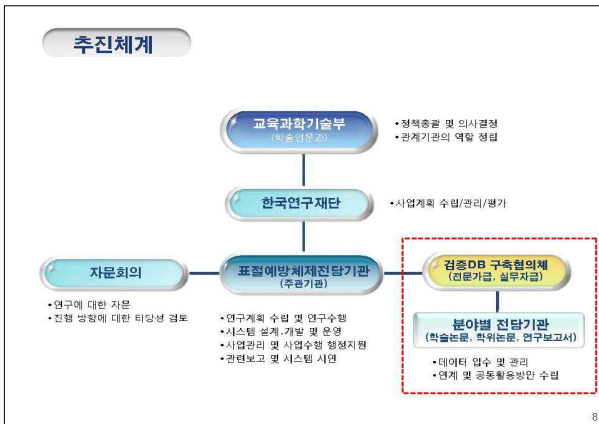 추진체계
교육과학기술부
(학술인문과)
•정책총괄 및 의사결정
•관계기관의 역할 정립
한국연구재단
•사업계획 수립/관리/평가
자문회의
표절예방체제전담기관
(주관기관)
검증DB 구축협의체
(전문가급, 실무자급)
•연구에 대한 자문
•진행 방향에 대한 타당성 검토
•연구계획 수립 및 연구수행
•시스템 설계,개발 및 운영
•사업관리 및 사업수행 행정지원
•관련보고 및 시스템 시연
분야별 전담기관
(학술논문, 학위논문, 연구보고서)
•데이터 입수 및 관리
•연계 및 공동활용방안 수립
8